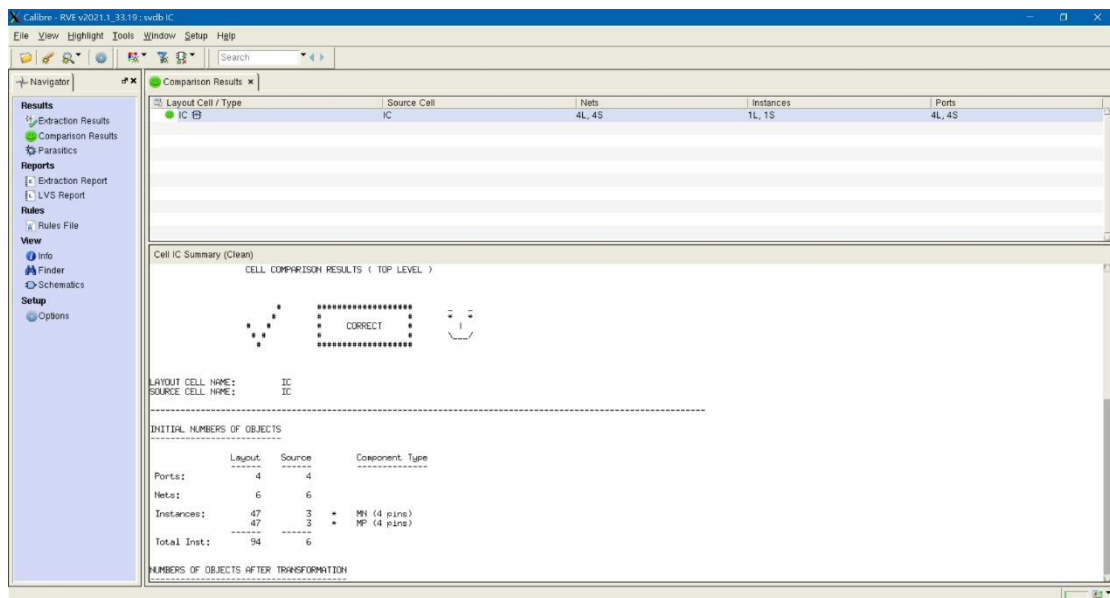 Calibre - RVE v2021.1_33.19 : svdb IC
File View Highlight Tools Window Setup Help
Search
Navigator
Comparison Results
Results
Extraction Results
Comparison Results
Parasitics
Reports
Extraction Report
LVS Report
Rules
Rules File
View
Info
Finder
Schematics
Setup
Options
Layout Cell / Type Source Cell Nets Instances Ports
IC IC 4L, 4S 1L, 1S 4L, 4S
Cell IC Summary (Clean)
CELL COMPARISON RESULTS ( TOP LEVEL )
CORRECT
LAYOUT CELL NAME: IC
SOURCE CELL NAME: IC
INITIAL NUMBERS OF OBJECTS
Layout Source Component Type
Ports: 4 4
Nets: 6 6
Instances: 47 3 * MN (4 pins)
47 3 * MP (4 pins)
Total Inst: 94 6
NUMBERS OF OBJECTS AFTER TRANSFORMATION